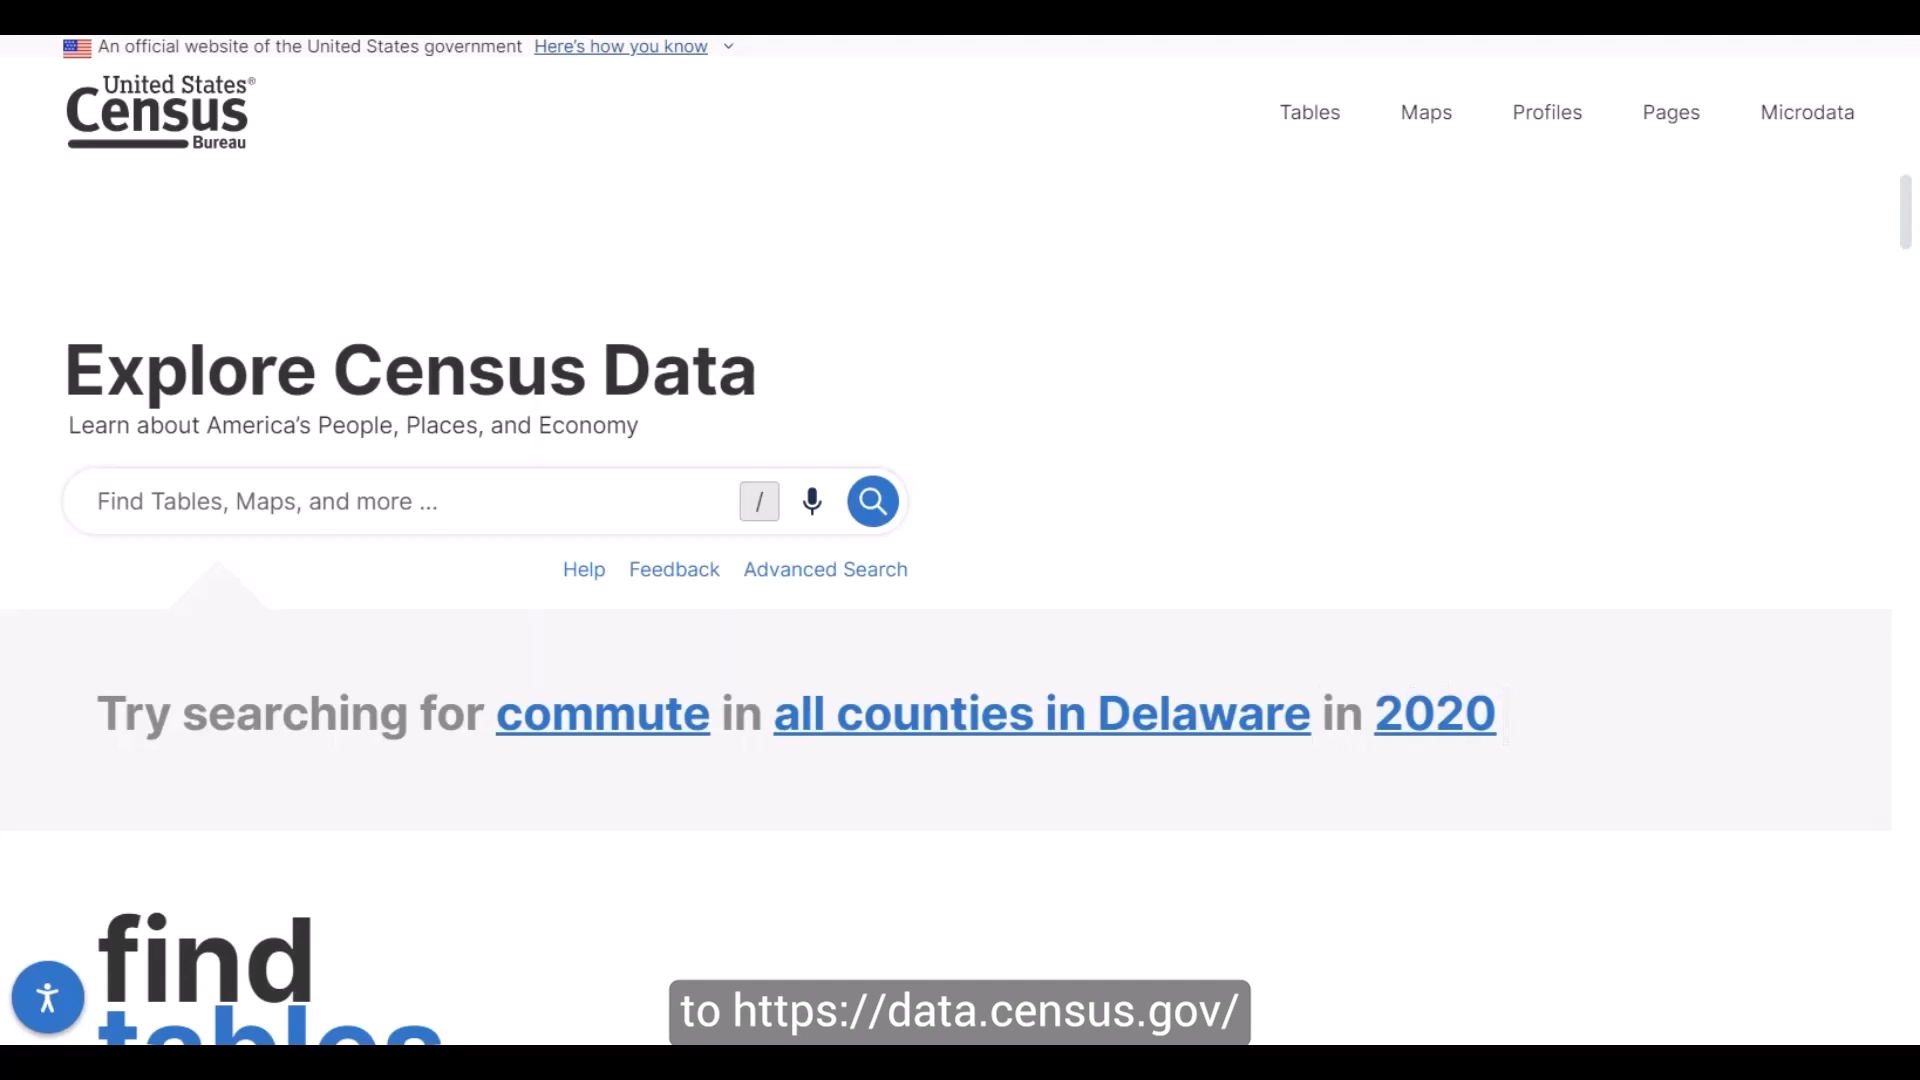 An official website of the United States government Here's how you know
United States®
Census
Bureau
Tables Maps Profiles Pages Microdata
Explore Census Data
Learn about America's People, Places, and Economy
Find Tables, Maps, and more ... /
Help Feedback Advanced Search
Try searching for commute in all counties in Delaware in 2020
find
tables
to https://data.census.gov/